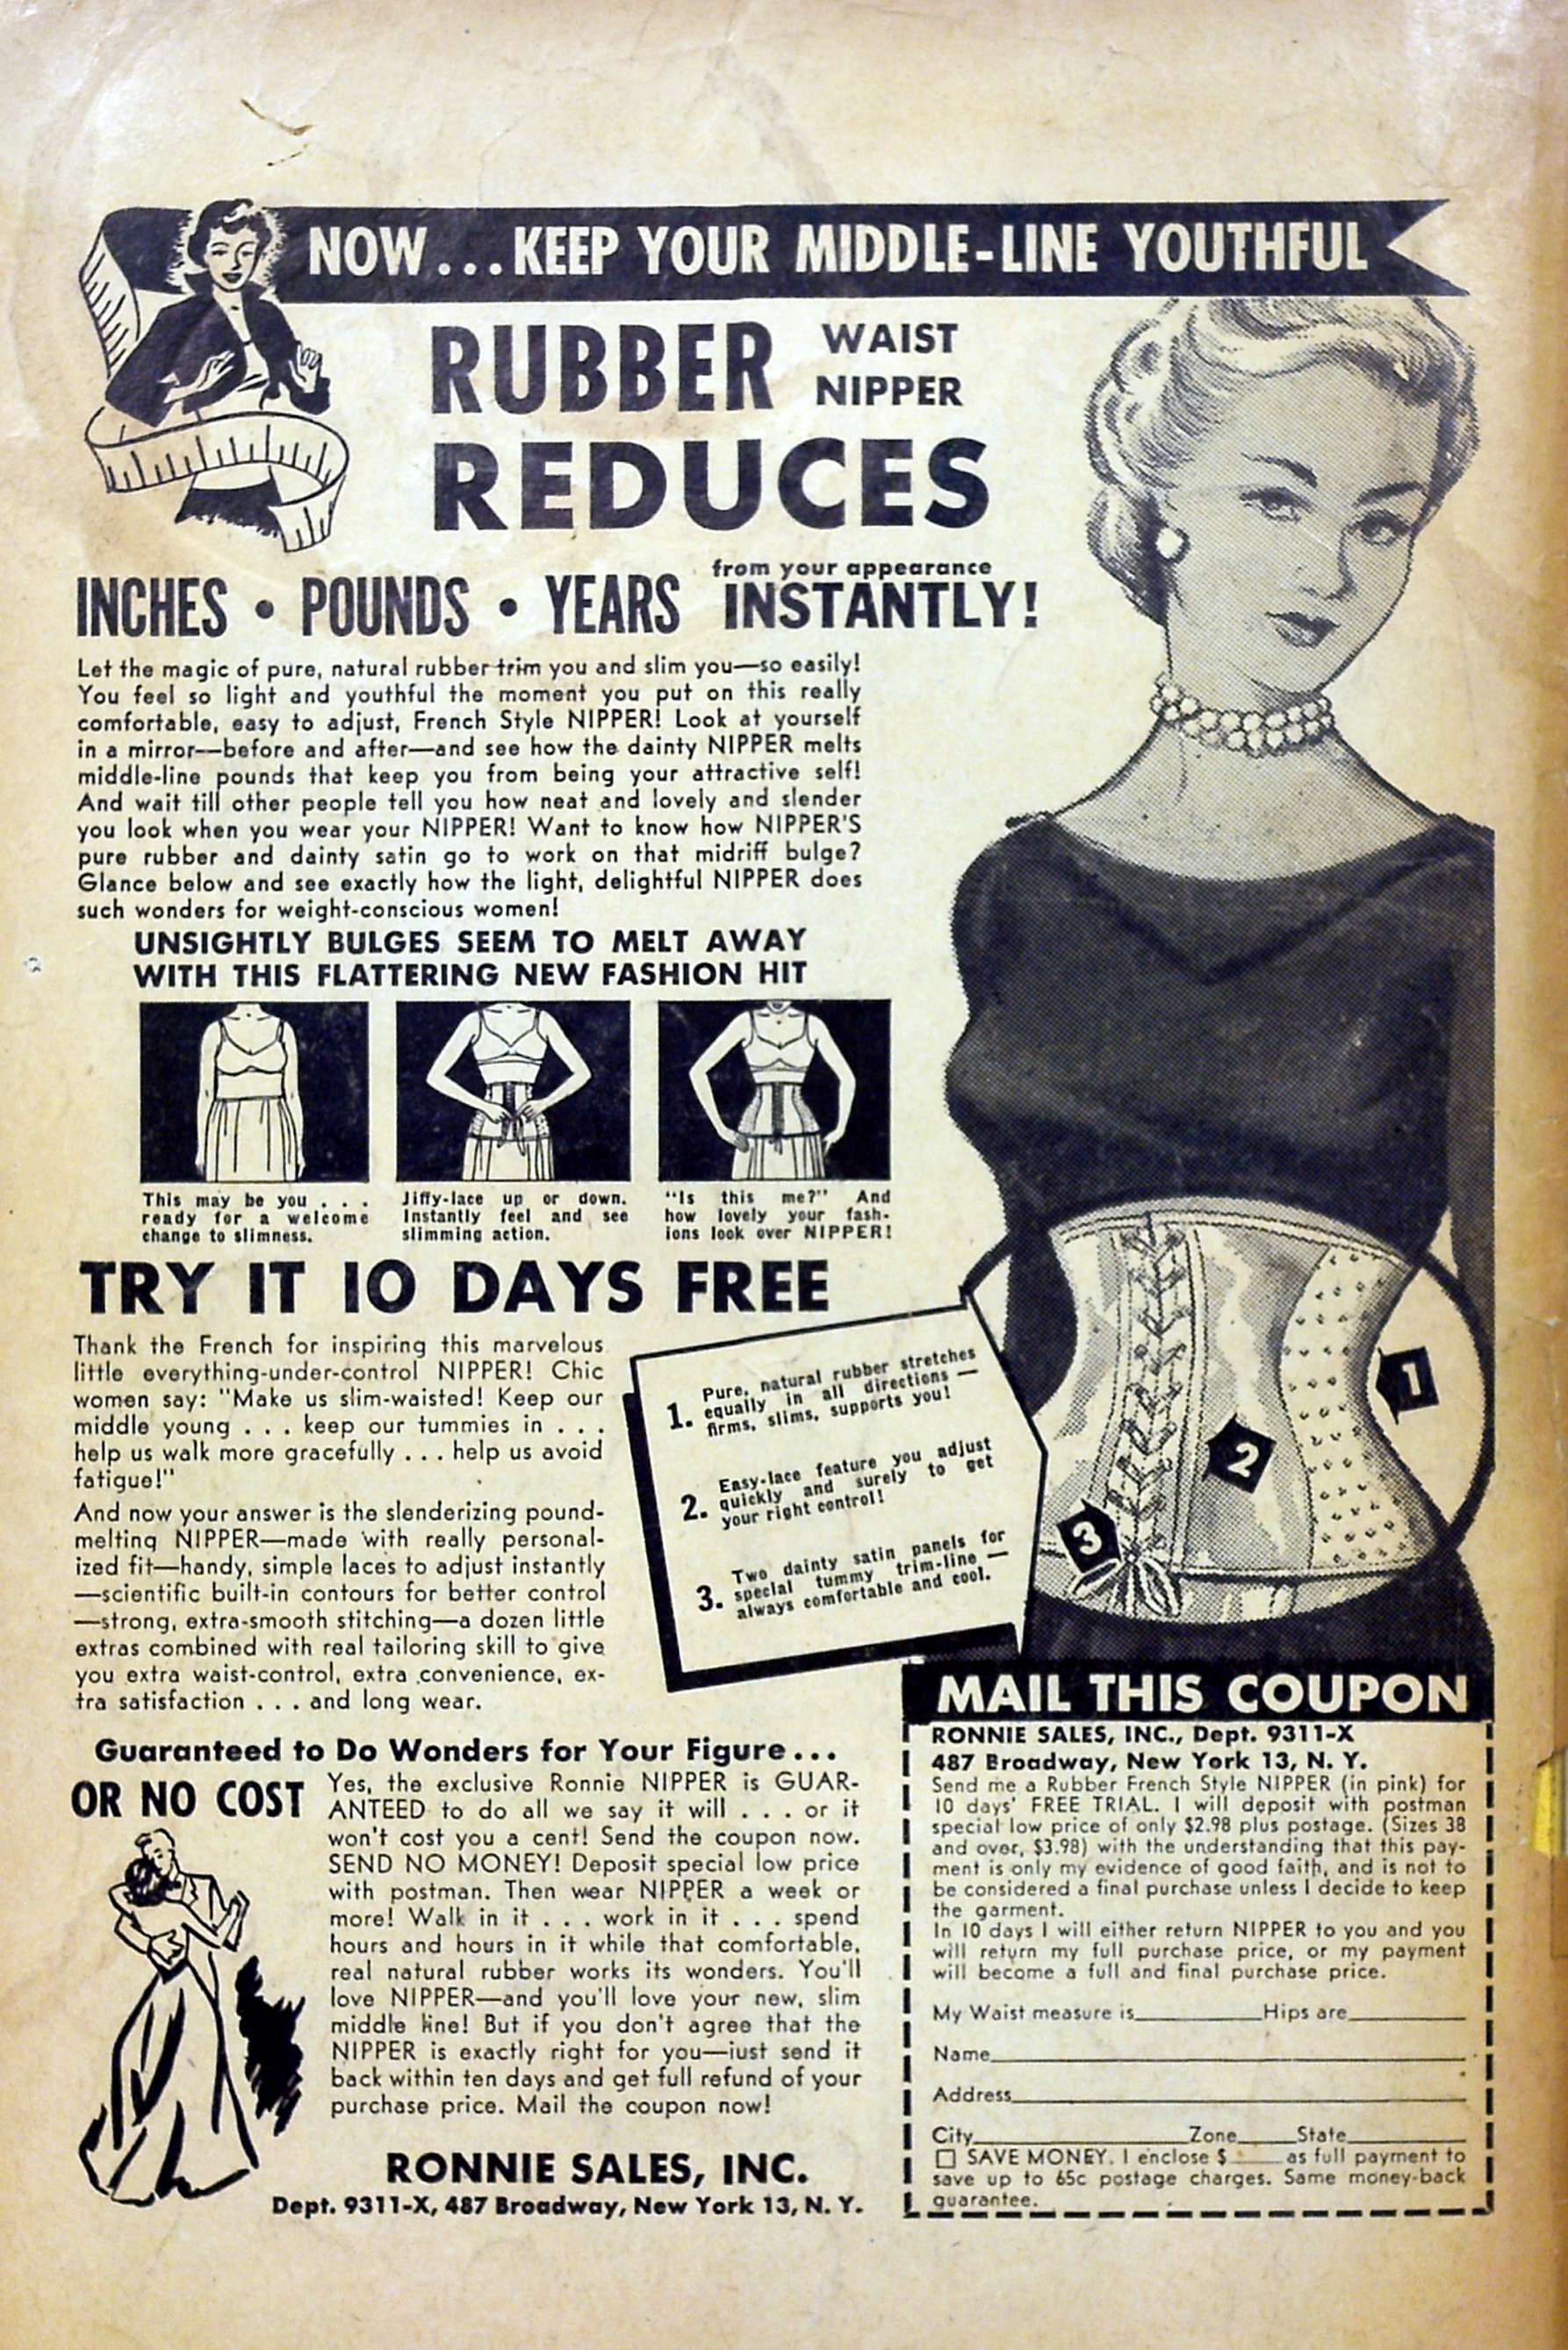 NOW...KEEP YOUR MIDDLE-LINE YOUTHFUL
RUBBER WAIST NIPPER
REDUCES
INCHES • POUNDS • YEARS from your appearance INSTANTLY!
Let the magic of pure, natural rubber trim you and slim you—so easily!
You feel so light and youthful the moment you put on this really
comfortable, easy to adjust, French Style NIPPER! Look at yourself
in a mirror—before and after—and see how the dainty NIPPER melts
middle-line pounds that keep you from being your attractive self!
And wait till other people tell you how neat and lovely and slender
you look when you wear your NIPPER! Want to know how NIPPER'S
pure rubber and dainty satin go to work on that midriff bulge?
Glance below and see exactly how the light, delightful NIPPER does
such wonders for weight-conscious women!
UNSIGHTLY BULGES SEEM TO MELT AWAY
WITH THIS FLATTERING NEW FASHION HIT
This may be you . . .
ready for a welcome
change to slimness.
Jiffy-lace up or down.
Instantly feel and see
slimming action.
"Is this me?" And
how lovely your fash-
ions look over NIPPER!
TRY IT 10 DAYS FREE
Thank the French for inspiring this marvelous
little everything-under-control NIPPER! Chic
women say: "Make us slim-waisted! Keep our
middle young . . . keep our tummies in . . .
help us walk more gracefully . . . help us avoid
fatigue!"
And now your answer is the slenderizing pound-
melting NIPPER—made with really personal-
ized fit—handy, simple laces to adjust instantly
—scientific built-in contours for better control
—strong, extra-smooth stitching—a dozen little
extras combined with real tailoring skill to give
you extra waist-control, extra convenience, ex-
tra satisfaction . . . and long wear.
1. Pure, natural rubber stretches
equally in all directions —
firms, slims, supports you!
2. Easy-lace feature you adjust
quickly and surely to get
your right control!
3. Two dainty satin panels for
special tummy trim-line —
always comfortable and cool.
1
2
3
Guaranteed to Do Wonders for Your Figure...
OR NO COST
Yes, the exclusive Ronnie NIPPER is GUAR-
ANTEED to do all we say it will . . . or it
won't cost you a cent! Send the coupon now.
SEND NO MONEY! Deposit special low price
with postman. Then wear NIPPER a week or
more! Walk in it . . . work in it . . . spend
hours and hours in it while that comfortable,
real natural rubber works its wonders. You'll
love NIPPER—and you'll love your new, slim
middle line! But if you don't agree that the
NIPPER is exactly right for you—just send it
back within ten days and get full refund of your
purchase price. Mail the coupon now!
RONNIE SALES, INC.
Dept. 9311-X, 487 Broadway, New York 13, N. Y.
MAIL THIS COUPON
RONNIE SALES, INC., Dept. 9311-X
487 Broadway, New York 13, N. Y.
Send me a Rubber French Style NIPPER (in pink) for
10 days' FREE TRIAL. I will deposit with postman
special low price of only $2.98 plus postage. (Sizes 38
and over, $3.98) with the understanding that this pay-
ment is only my evidence of good faith, and is not to
be considered a final purchase unless I decide to keep
the garment.
In 10 days I will either return NIPPER to you and you
will return my full purchase price, or my payment
will become a full and final purchase price.
My Waist measure is__________Hips are__________
Name__________
Address__________
City__________Zone_____State__________
☐ SAVE MONEY. I enclose $_____ as full payment to
save up to 65c postage charges. Same money-back
guarantee.